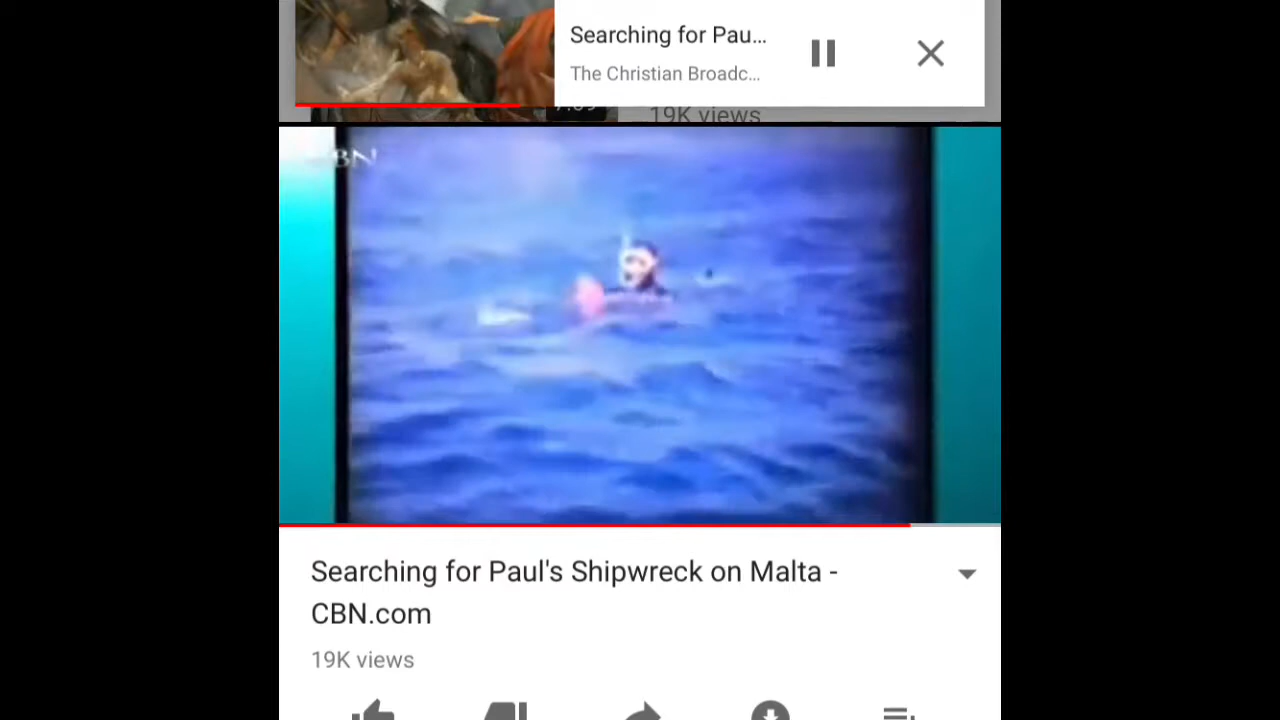 Searching for Pau...
The Christian Broadc...
19K views
BN
Searching for Paul's Shipwreck on Malta -
CBN.com
19K views